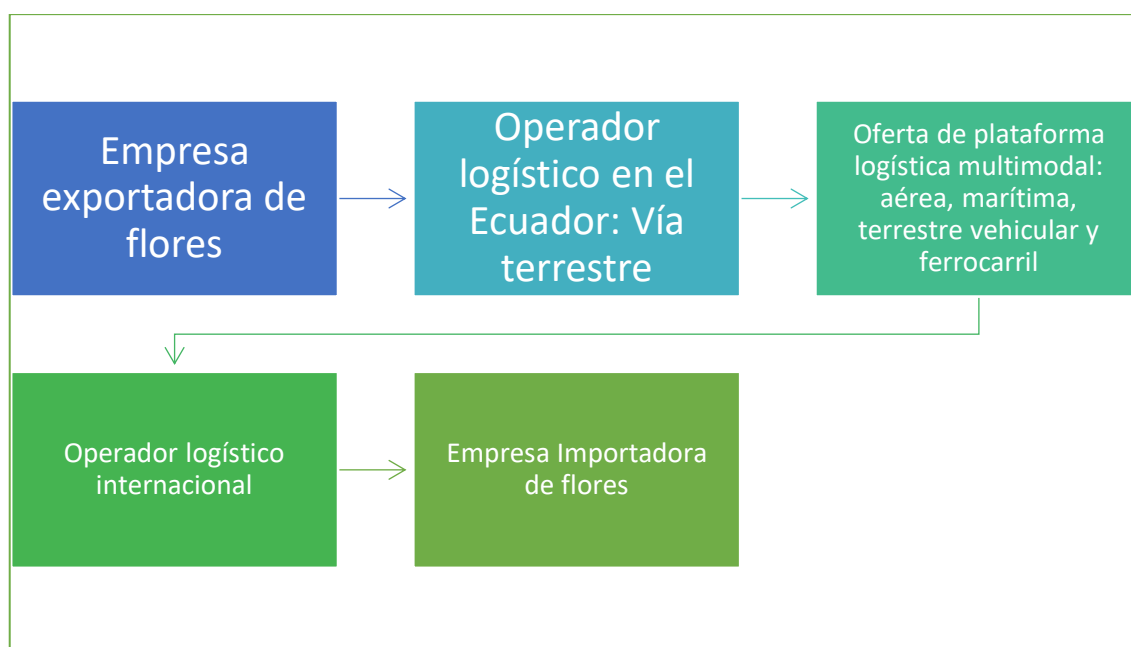 Empresa
exportadora de
flores
Operador
logístico en el
Ecuador: Vía
terrestre
Oferta de plataforma
logística multimodal:
aérea, marítima,
terrestre vehicular y
ferrocarril
Operador logístico
internacional
Empresa Importadora
de flores